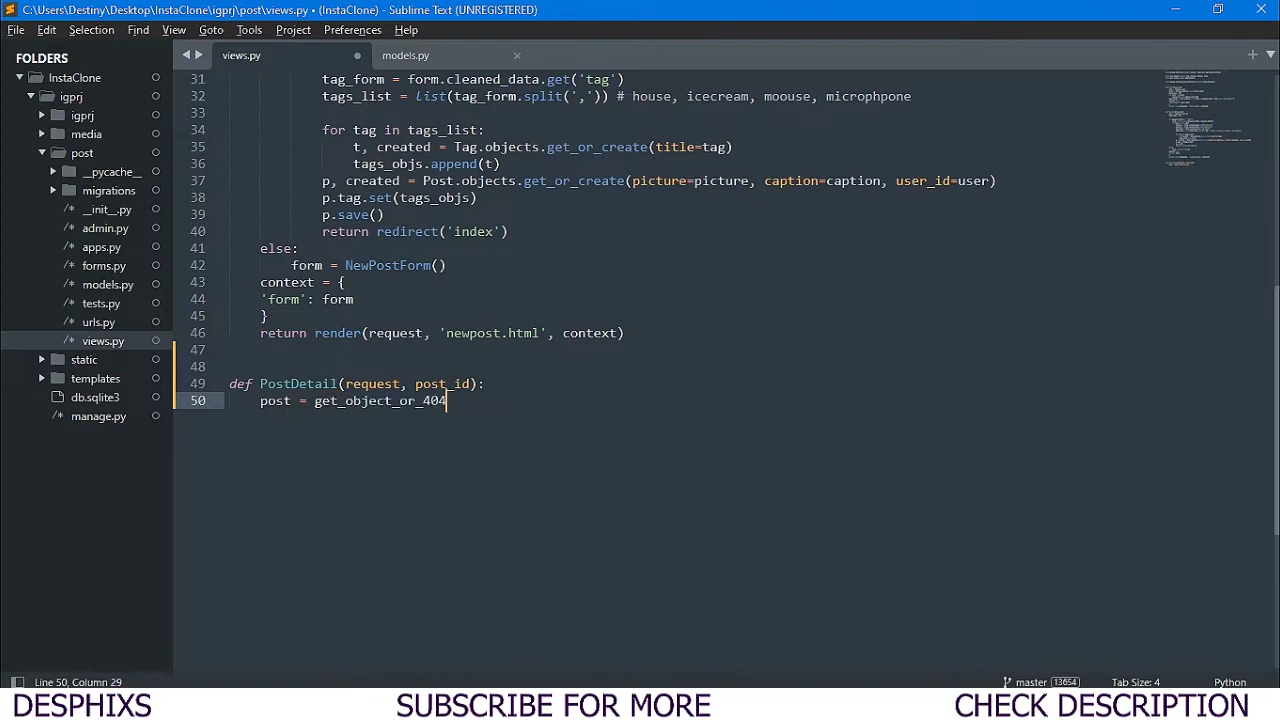 C:\Users\Destiny\Desktop\InstaClone\igprj\post\views.py • (InstaClone) - Sublime Text (UNREGISTERED)
File Edit Selection Find View Goto Tools Project Preferences Help
FOLDERS
InstaClone
igprj
igprj
media
post
__pycache__
migrations
/* __init__.py
/* admin.py
/* apps.py
/* forms.py
/* models.py
/* tests.py
/* urls.py
/* views.py
static
templates
db.sqlite3
/* manage.py
views.py models.py
31 tag_form = form.cleaned_data.get('tag')
32 tags_list = list(tag_form.split(',')) # house, icecream, moouse, microphpone
33
34 for tag in tags_list:
35 t, created = Tag.objects.get_or_create(title=tag)
36 tags_objs.append(t)
37 p, created = Post.objects.get_or_create(picture=picture, caption=caption, user_id=user)
38 p.tag.set(tags_objs)
39 p.save()
40 return redirect('index')
41 else:
42 form = NewPostForm()
43 context = {
44 'form': form
45 }
46 return render(request, 'newpost.html', context)
47
48
49 def PostDetail(request, post_id):
50 post = get_object_or_404
Line 50, Column 29 master 13654 Tab Size: 4 Python
DESPHIXS SUBSCRIBE FOR MORE CHECK DESCRIPTION